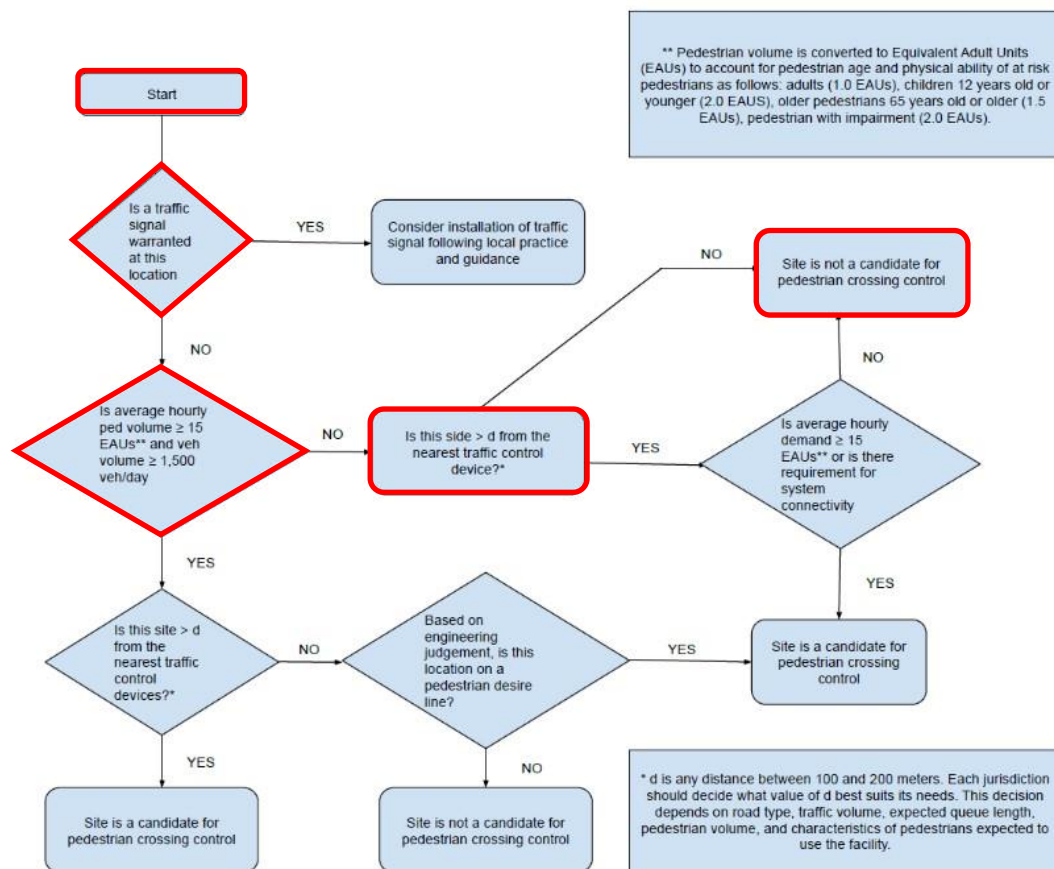 ** Pedestrian volume is converted to Equivalent Adult Units
(EAUs) to account for pedestrian age and physical ability of at risk
pedestrians as follows: adults (1.0 EAUs), children 12 years old or
younger (2.0 EAUS), older pedestrians 65 years old or older (1.5
EAUs), pedestrian with impairment (2.0 EAUs).
Start
Is a traffic
signal
warranted
at this
location
YES
Consider installation of traffic
signal following local practice
and guidance
NO
Site is not a candidate for
pedestrian crossing control
NO
NO
Is average hourly
ped volume ≥ 15
EAUs** and veh
volume ≥ 1,500
veh/day
NO
Is this side > d from the
nearest traffic control
device?*
YES
Is average hourly
demand ≥ 15
EAUs** or is there
requirement for
system
connectivity
YES
YES
Is this site > d
from the
nearest traffic
control
devices?*
NO
Based on
engineering
judgement, is this
location on a
pedestrian desire
line?
YES
Site is a candidate for
pedestrian crossing
control
YES
NO
Site is a candidate for
pedestrian crossing control
Site is not a candidate for
pedestrian crossing control
* d is any distance between 100 and 200 meters. Each jurisdiction
should decide what value of d best suits its needs. This decision
depends on road type, traffic volume, expected queue length,
pedestrian volume, and characteristics of pedestrians expected to
use the facility.